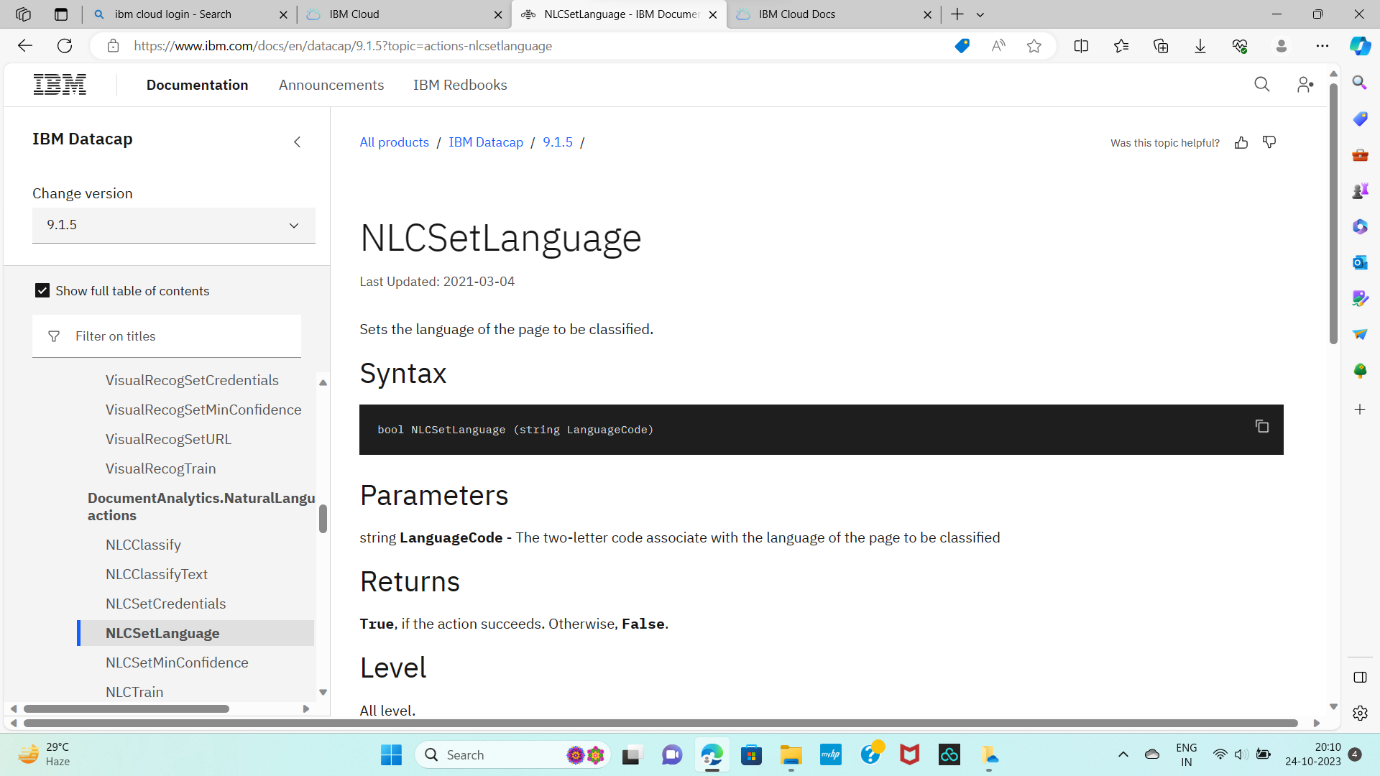 ibm cloud login - Search
IBM Cloud
NLCSetLanguage - IBM Documen
IBM Cloud Docs
https://www.ibm.com/docs/en/datacap/9.1.5?topic=actions-nlcsetlanguage
IBM
Documentation
Announcements
IBM Redbooks
IBM Datacap
Change version
9.1.5
Show full table of contents
Filter on titles
VisualRecogSetCredentials
VisualRecogSetMinConfidence
VisualRecogSetURL
VisualRecogTrain
DocumentAnalytics.NaturalLangu
actions
NLCClassify
NLCClassifyText
NLCSetCredentials
NLCSetLanguage
NLCSetMinConfidence
NLCTrain
All products / IBM Datacap / 9.1.5 /
Was this topic helpful?
NLCSetLanguage
Last Updated: 2021-03-04
Sets the language of the page to be classified.
Syntax
bool NLCSetLanguage (string LanguageCode)
Parameters
string LanguageCode - The two-letter code associate with the language of the page to be classified
Returns
True, if the action succeeds. Otherwise, False.
Level
All level.
29°C
Haze
Search
myhp
ENG
IN
20:10
24-10-2023
4